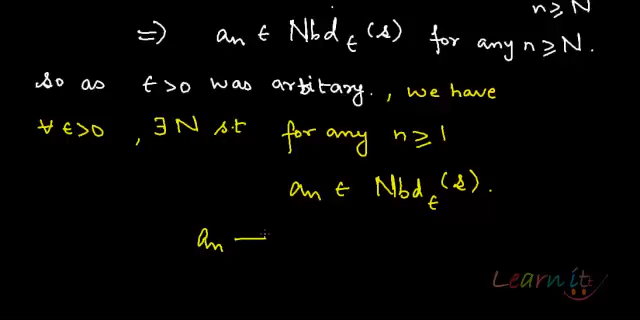 n ≥ N
⇒ an ∈ Nbd_ϵ(s) for any n ≥ N.
so as ϵ>0 was arbitary., we have
∀ ϵ>0, ∃ N s.t for any n ≥ 1
an ∈ Nbd_ϵ(s).
an —
Learnit